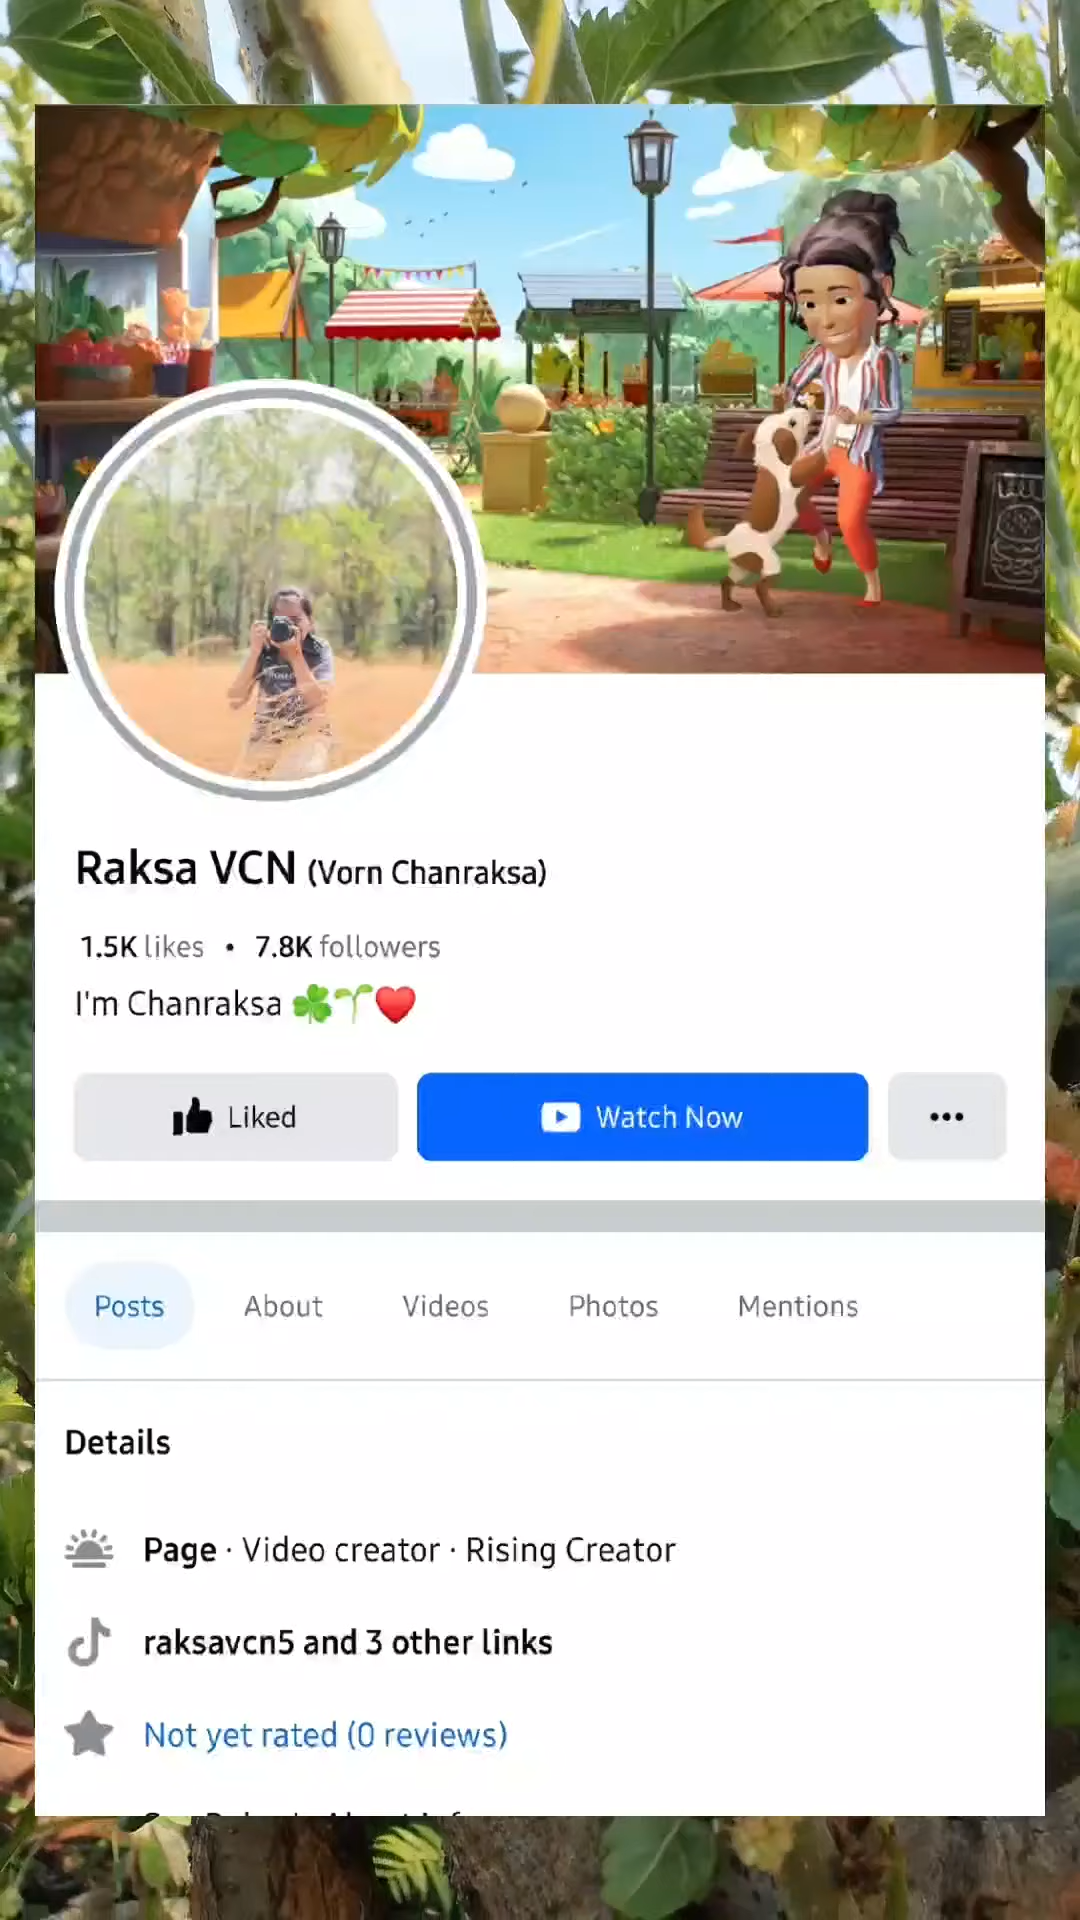 Raksa VCN (Vorn Chanraksa)
1.5K likes • 7.8K followers
I'm Chanraksa ☘️🌱❤️
Liked
Watch Now
Posts
About
Videos
Photos
Mentions
Details
Page · Video creator · Rising Creator
raksavcn5 and 3 other links
Not yet rated (0 reviews)